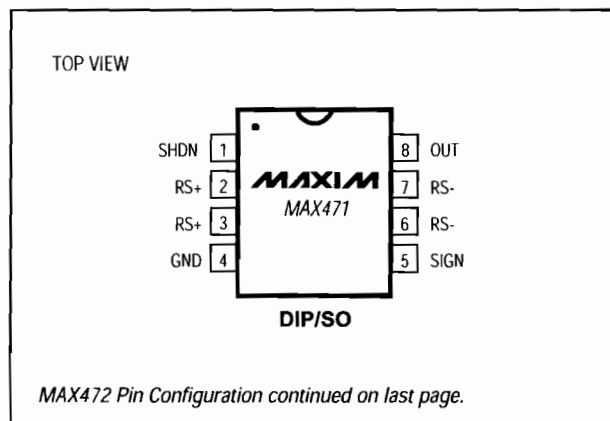 TOP VIEW
SHDN 1 8 OUT
RS+ 2 MAXIM 7 RS-
MAX471
RS+ 3 6 RS-
GND 4 5 SIGN
DIP/SO
MAX472 Pin Configuration continued on last page.